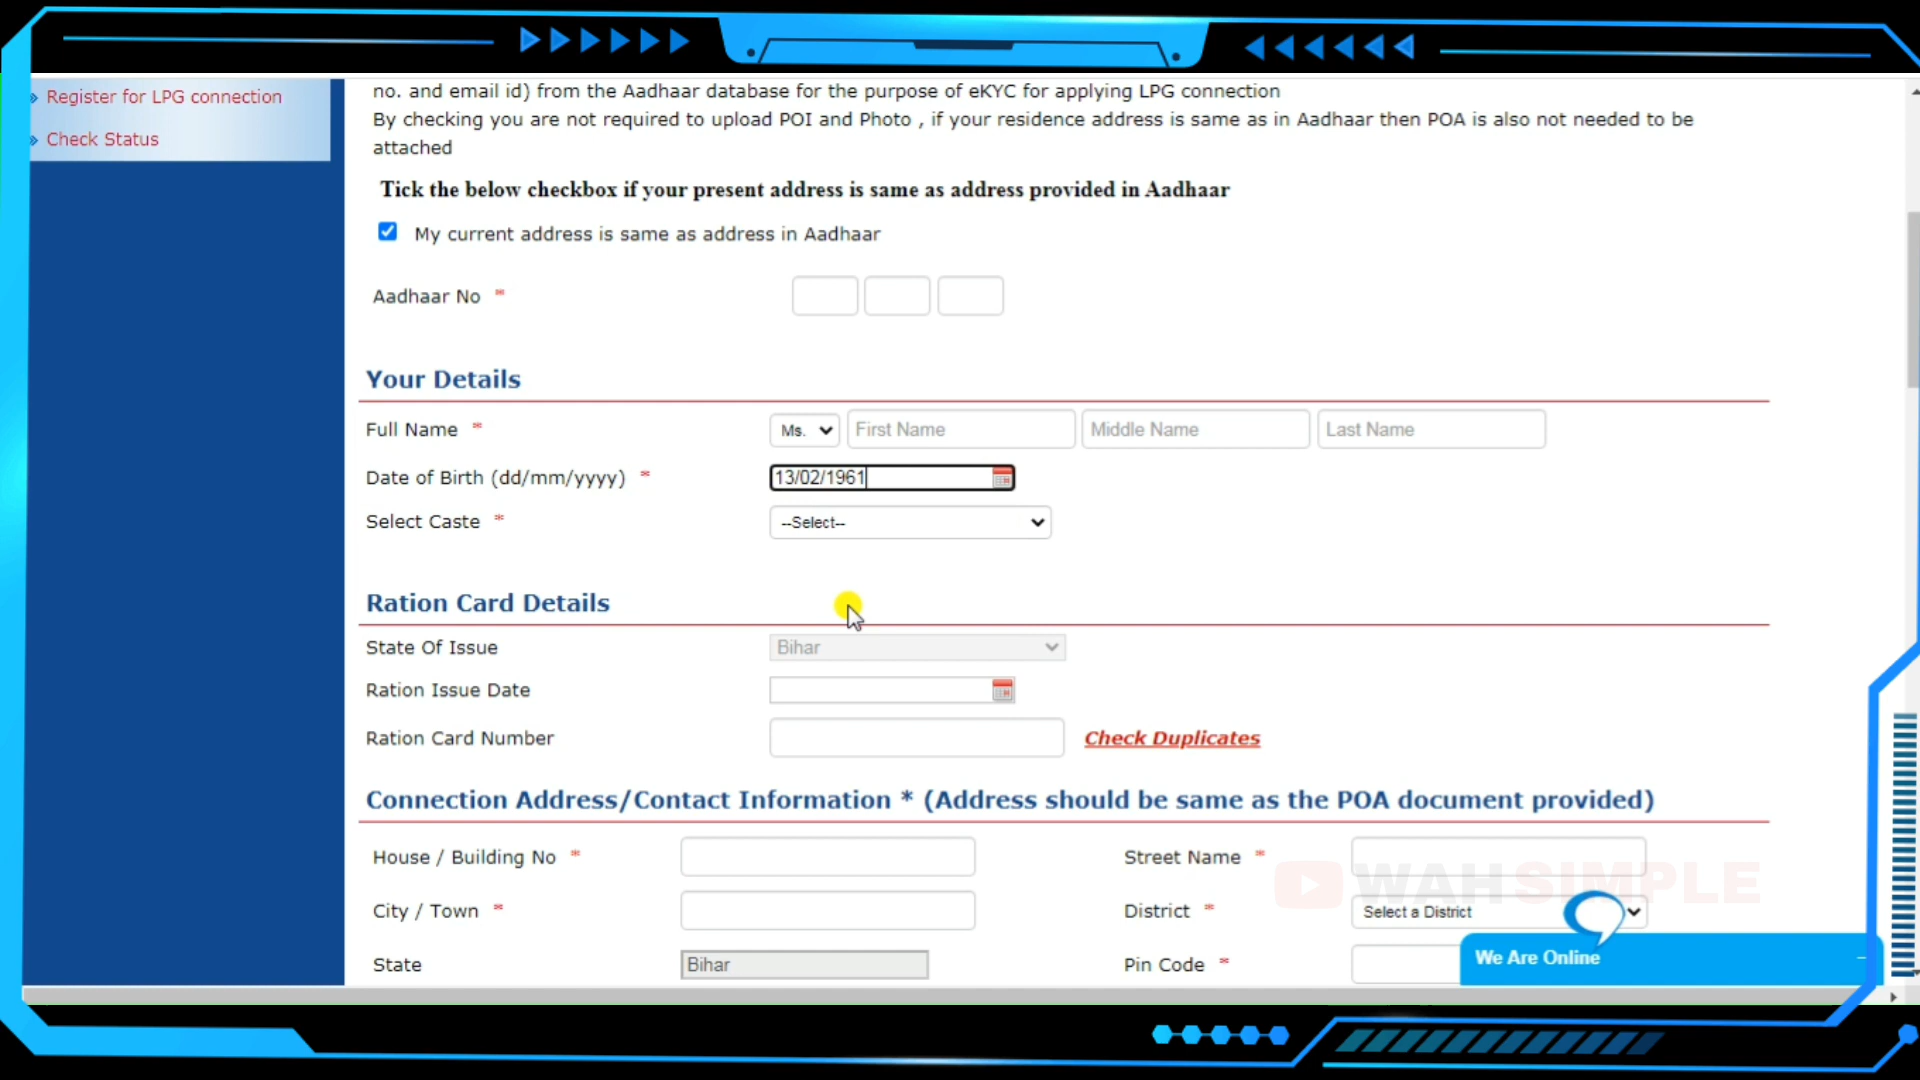 Register for LPG connection
Check Status
no. and email id) from the Aadhaar database for the purpose of eKYC for applying LPG connection
By checking you are not required to upload POI and Photo , if your residence address is same as in Aadhaar then POA is also not needed to be
attached
Tick the below checkbox if your present address is same as address provided in Aadhaar
My current address is same as address in Aadhaar
Aadhaar No *
Your Details
Full Name * Ms. First Name Middle Name Last Name
Date of Birth (dd/mm/yyyy) * 13/02/1961
Select Caste * --Select--
Ration Card Details
State Of Issue Bihar
Ration Issue Date
Ration Card Number Check Duplicates
Connection Address/Contact Information * (Address should be same as the POA document provided)
House / Building No * Street Name *
WAHSIMPLE
City / Town * District * Select a District
State Bihar Pin Code *
We Are Online